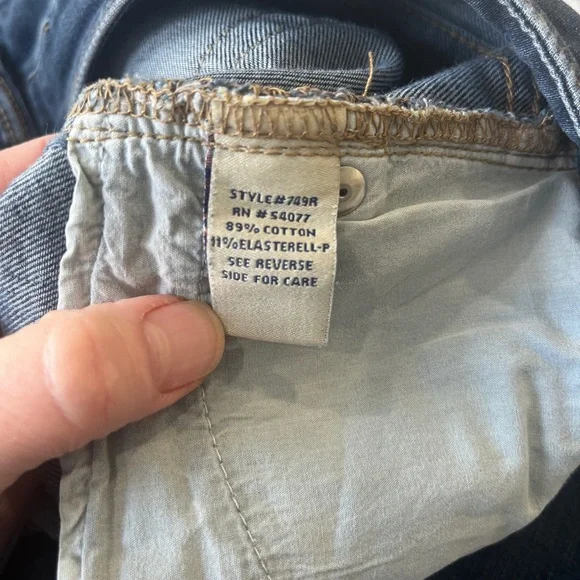 STYLE#749R
RN # 54077
89% COTTON
11%ELASTERELL-P
SEE REVERSE
SIDE FOR CARE